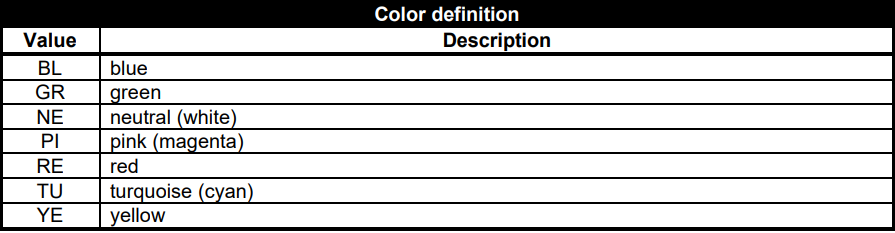 Color definition
Value Description
BL blue
GR green
NE neutral (white)
PI pink (magenta)
RE red
TU turquoise (cyan)
YE yellow